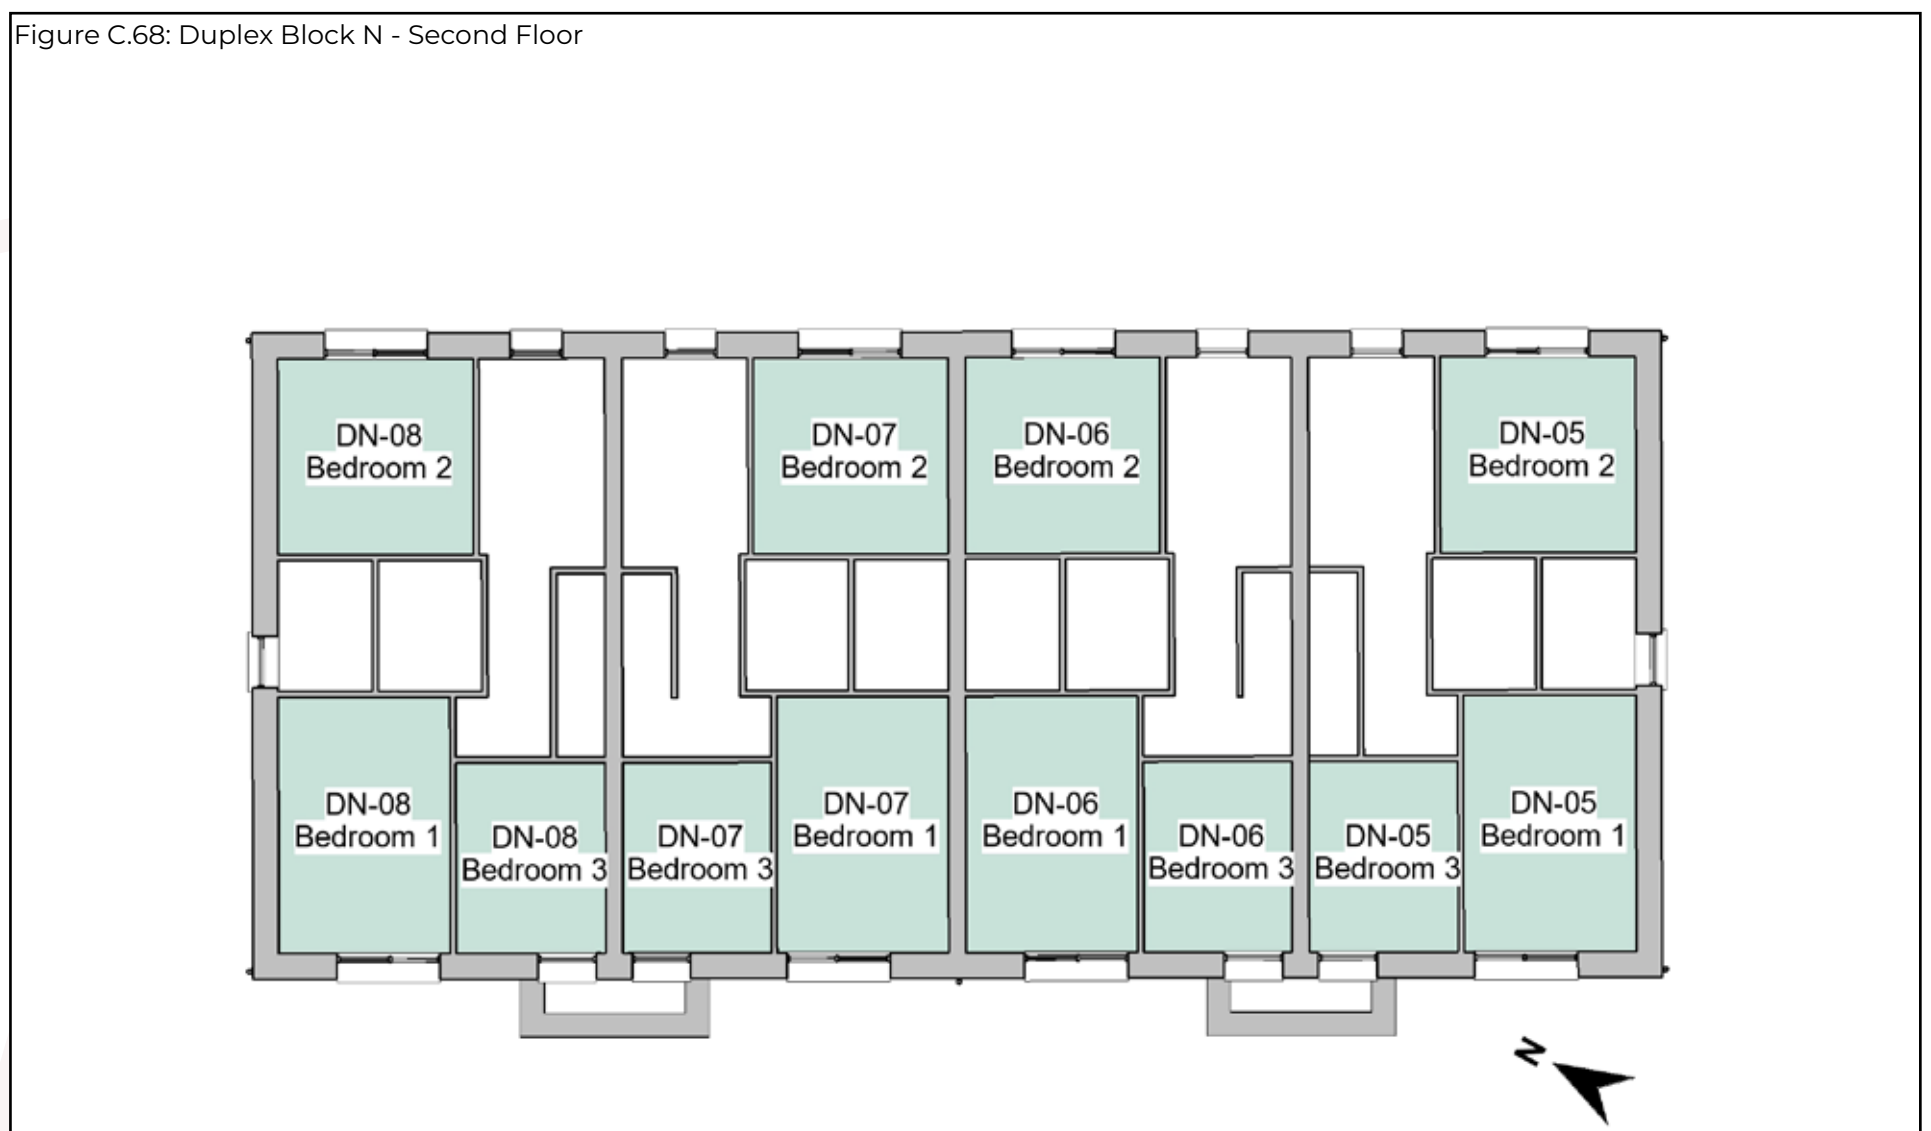 Figure C.68: Duplex Block N - Second Floor
DN-08
Bedroom 2
DN-07
Bedroom 2
DN-06
Bedroom 2
DN-05
Bedroom 2
DN-08
Bedroom 1
DN-08
Bedroom 3
DN-07
Bedroom 3
DN-07
Bedroom 1
DN-06
Bedroom 1
DN-06
Bedroom 3
DN-05
Bedroom 3
DN-05
Bedroom 1
N